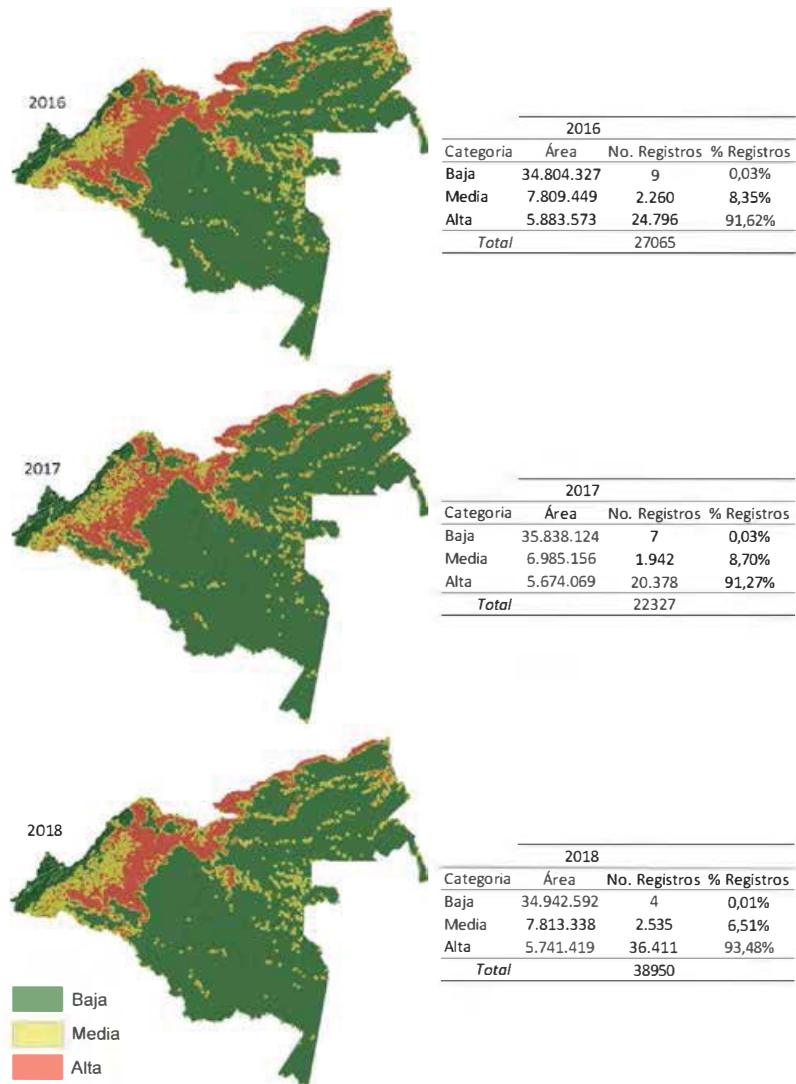 2016
2016
Categoria Área No. Registros % Registros
Baja 34.804.327 9 0,03%
Media 7.809.449 2.260 8,35%
Alta 5.883.573 24.796 91,62%
Total 27065
2017
2017
Categoria Área No. Registros % Registros
Baja 35.838.124 7 0,03%
Media 6.985.156 1.942 8,70%
Alta 5.674.069 20.378 91,27%
Total 22327
2018
2018
Categoria Área No. Registros % Registros
Baja 34.942.592 4 0,01%
Media 7.813.338 2.535 6,51%
Alta 5.741.419 36.411 93,48%
Total 38950
Baja
Media
Alta